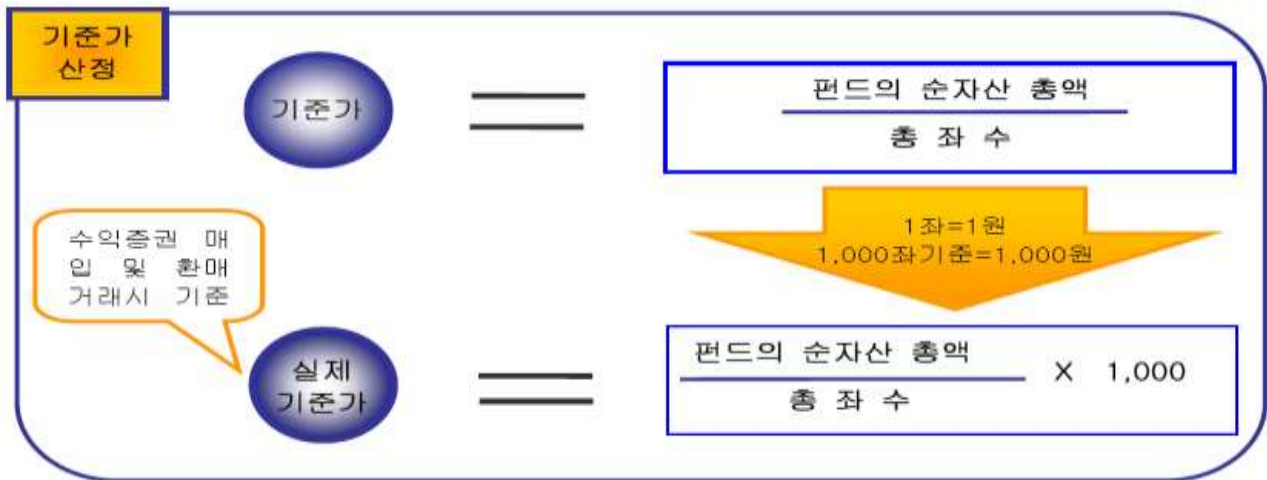 기준가
산정
기준가
펀드의 순자산 총액
총 좌 수
1좌=1원
1,000좌기준=1,000원
수익증권 매
입 및 환매
거래시 기준
실제
기준가
펀드의 순자산 총액
총 좌 수
X 1,000